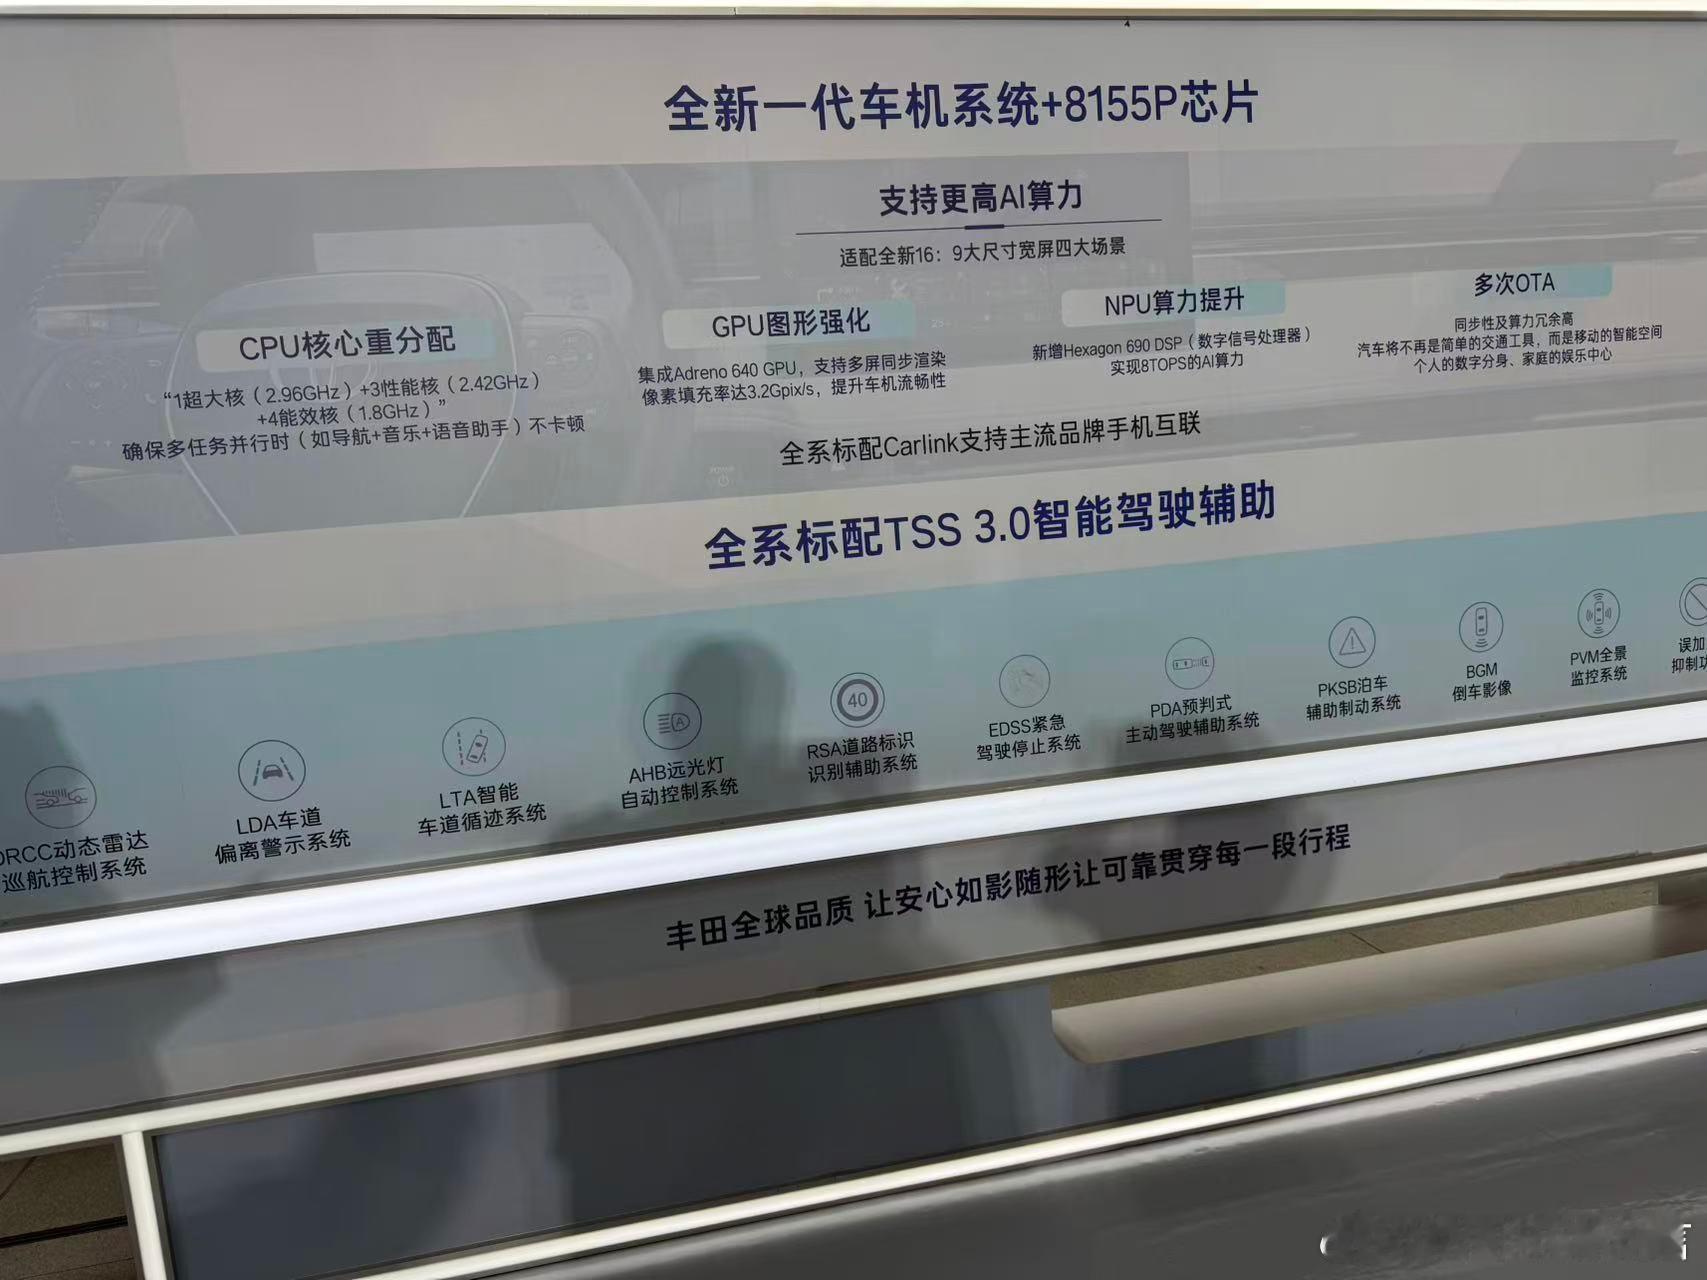 全新一代车机系统+8155P芯片
支持更高AI算力
适配全新16：9大尺寸宽屏四大场景
CPU核心重分配
“1超大核（2.96GHz）+3性能核（2.42GHz）
+4能效核（1.8GHz）”
确保多任务并行时（如导航+音乐+语音助手）不卡顿
GPU图形强化
集成Adreno 640 GPU，支持多屏同步渲染
像素填充率达3.2Gpix/s，提升车机流畅性
NPU算力提升
新增Hexagon 690 DSP（数字信号处理器）
实现8TOPS的AI算力
多次OTA
同步性及算力冗余高
汽车将不再是简单的交通工具，而是移动的智能空间
个人的数字分身、家庭的娱乐中心
全系标配Carlink支持主流品牌手机互联
全系标配TSS 3.0智能驾驶辅助
DRCC动态雷达
巡航控制系统
LDA车道
偏离警示系统
LTA智能
车道循迹系统
AHB远光灯
自动控制系统
40
RSA道路标识
识别辅助系统
EDSS紧急
驾驶停止系统
PDA预判式
主动驾驶辅助系统
PKSB泊车
辅助制动系统
BGM
倒车影像
PVM全景
监控系统
误加
抑制功
丰田全球品质 让安心如影随形让可靠贯穿每一段行程